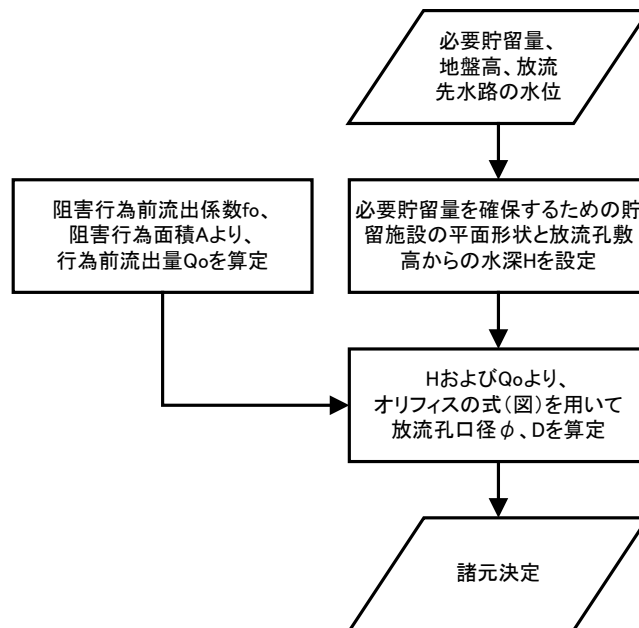 必要貯留量、
地盤高、放流
先水路の水位
阻害行為前流出係数fo、
阻害行為面積Aより、
行為前流出量Qoを算定
必要貯留量を確保するための貯
留施設の平面形状と放流孔敷
高からの水深Hを設定
HおよびQoより、
オリフィスの式(図)を用いて
放流孔口径φ、Dを算定
諸元決定